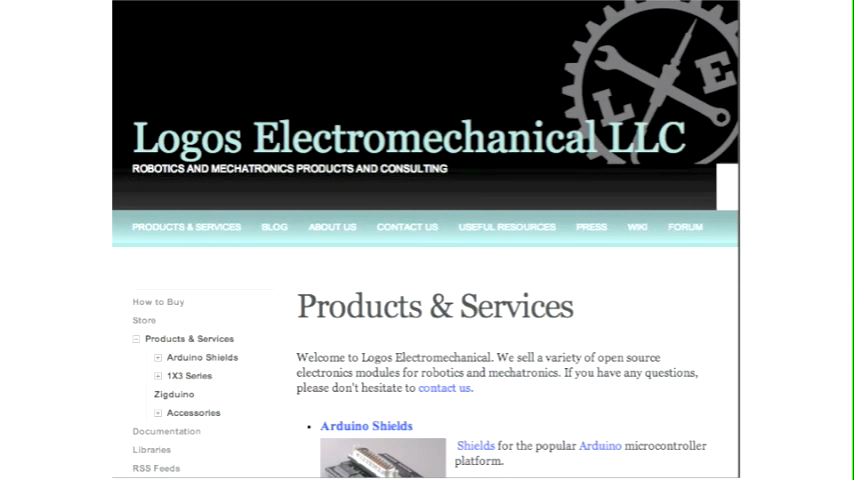 L E
Logos Electromechanical LLC
ROBOTICS AND MECHATRONICS PRODUCTS AND CONSULTING
PRODUCTS & SERVICES BLOG ABOUT US CONTACT US USEFUL RESOURCES PRESS WIKI FORUM
How to Buy
Store
Products & Services
Arduino Shields
1X3 Series
Zigduino
Accessories
Documentation
Libraries
RSS Feeds
Products & Services
Welcome to Logos Electromechanical. We sell a variety of open source
electronics modules for robotics and mechatronics. If you have any questions,
please don't hesitate to contact us.
• Arduino Shields
Shields for the popular Arduino microcontroller
platform.